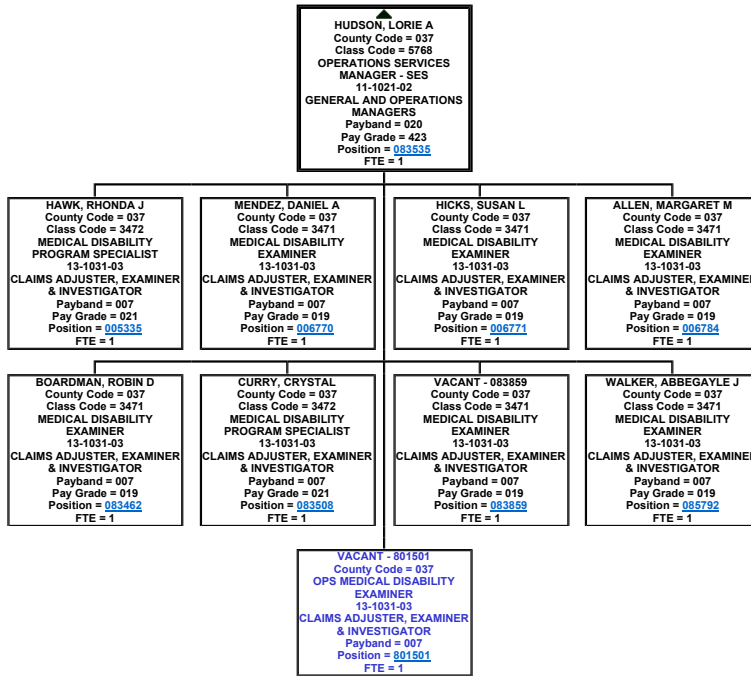 HUDSON, LORIE A
County Code = 037
Class Code = 5768
OPERATIONS SERVICES
MANAGER - SES
11-1021-02
GENERAL AND OPERATIONS
MANAGERS
Payband = 020
Pay Grade = 423
Position = 083535
FTE = 1
HAWK, RHONDA J
County Code = 037
Class Code = 3472
MEDICAL DISABILITY
PROGRAM SPECIALIST
13-1031-03
CLAIMS ADJUSTER, EXAMINER
& INVESTIGATOR
Payband = 007
Pay Grade = 021
Position = 005335
FTE = 1
MENDEZ, DANIEL A
County Code = 037
Class Code = 3471
MEDICAL DISABILITY
EXAMINER
13-1031-03
CLAIMS ADJUSTER, EXAMINER
& INVESTIGATOR
Payband = 007
Pay Grade = 019
Position = 006770
FTE = 1
HICKS, SUSAN L
County Code = 037
Class Code = 3471
MEDICAL DISABILITY
EXAMINER
13-1031-03
CLAIMS ADJUSTER, EXAMINER
& INVESTIGATOR
Payband = 007
Pay Grade = 019
Position = 006771
FTE = 1
ALLEN, MARGARET M
County Code = 037
Class Code = 3471
MEDICAL DISABILITY
EXAMINER
13-1031-03
CLAIMS ADJUSTER, EXAMINER
& INVESTIGATOR
Payband = 007
Pay Grade = 019
Position = 006784
FTE = 1
BOARDMAN, ROBIN D
County Code = 037
Class Code = 3471
MEDICAL DISABILITY
EXAMINER
13-1031-03
CLAIMS ADJUSTER, EXAMINER
& INVESTIGATOR
Payband = 007
Pay Grade = 019
Position = 083462
FTE = 1
CURRY, CRYSTAL
County Code = 037
Class Code = 3472
MEDICAL DISABILITY
PROGRAM SPECIALIST
13-1031-03
CLAIMS ADJUSTER, EXAMINER
& INVESTIGATOR
Payband = 007
Pay Grade = 021
Position = 083508
FTE = 1
VACANT - 083859
County Code = 037
Class Code = 3471
MEDICAL DISABILITY
EXAMINER
13-1031-03
CLAIMS ADJUSTER, EXAMINER
& INVESTIGATOR
Payband = 007
Pay Grade = 019
Position = 083859
FTE = 1
WALKER, ABBEGAYLE J
County Code = 037
Class Code = 3471
MEDICAL DISABILITY
EXAMINER
13-1031-03
CLAIMS ADJUSTER, EXAMINER
& INVESTIGATOR
Payband = 007
Pay Grade = 019
Position = 085792
FTE = 1
VACANT - 801501
County Code = 037
OPS MEDICAL DISABILITY
EXAMINER
13-1031-03
CLAIMS ADJUSTER, EXAMINER
& INVESTIGATOR
Payband = 007
Position = 801501
FTE = 1